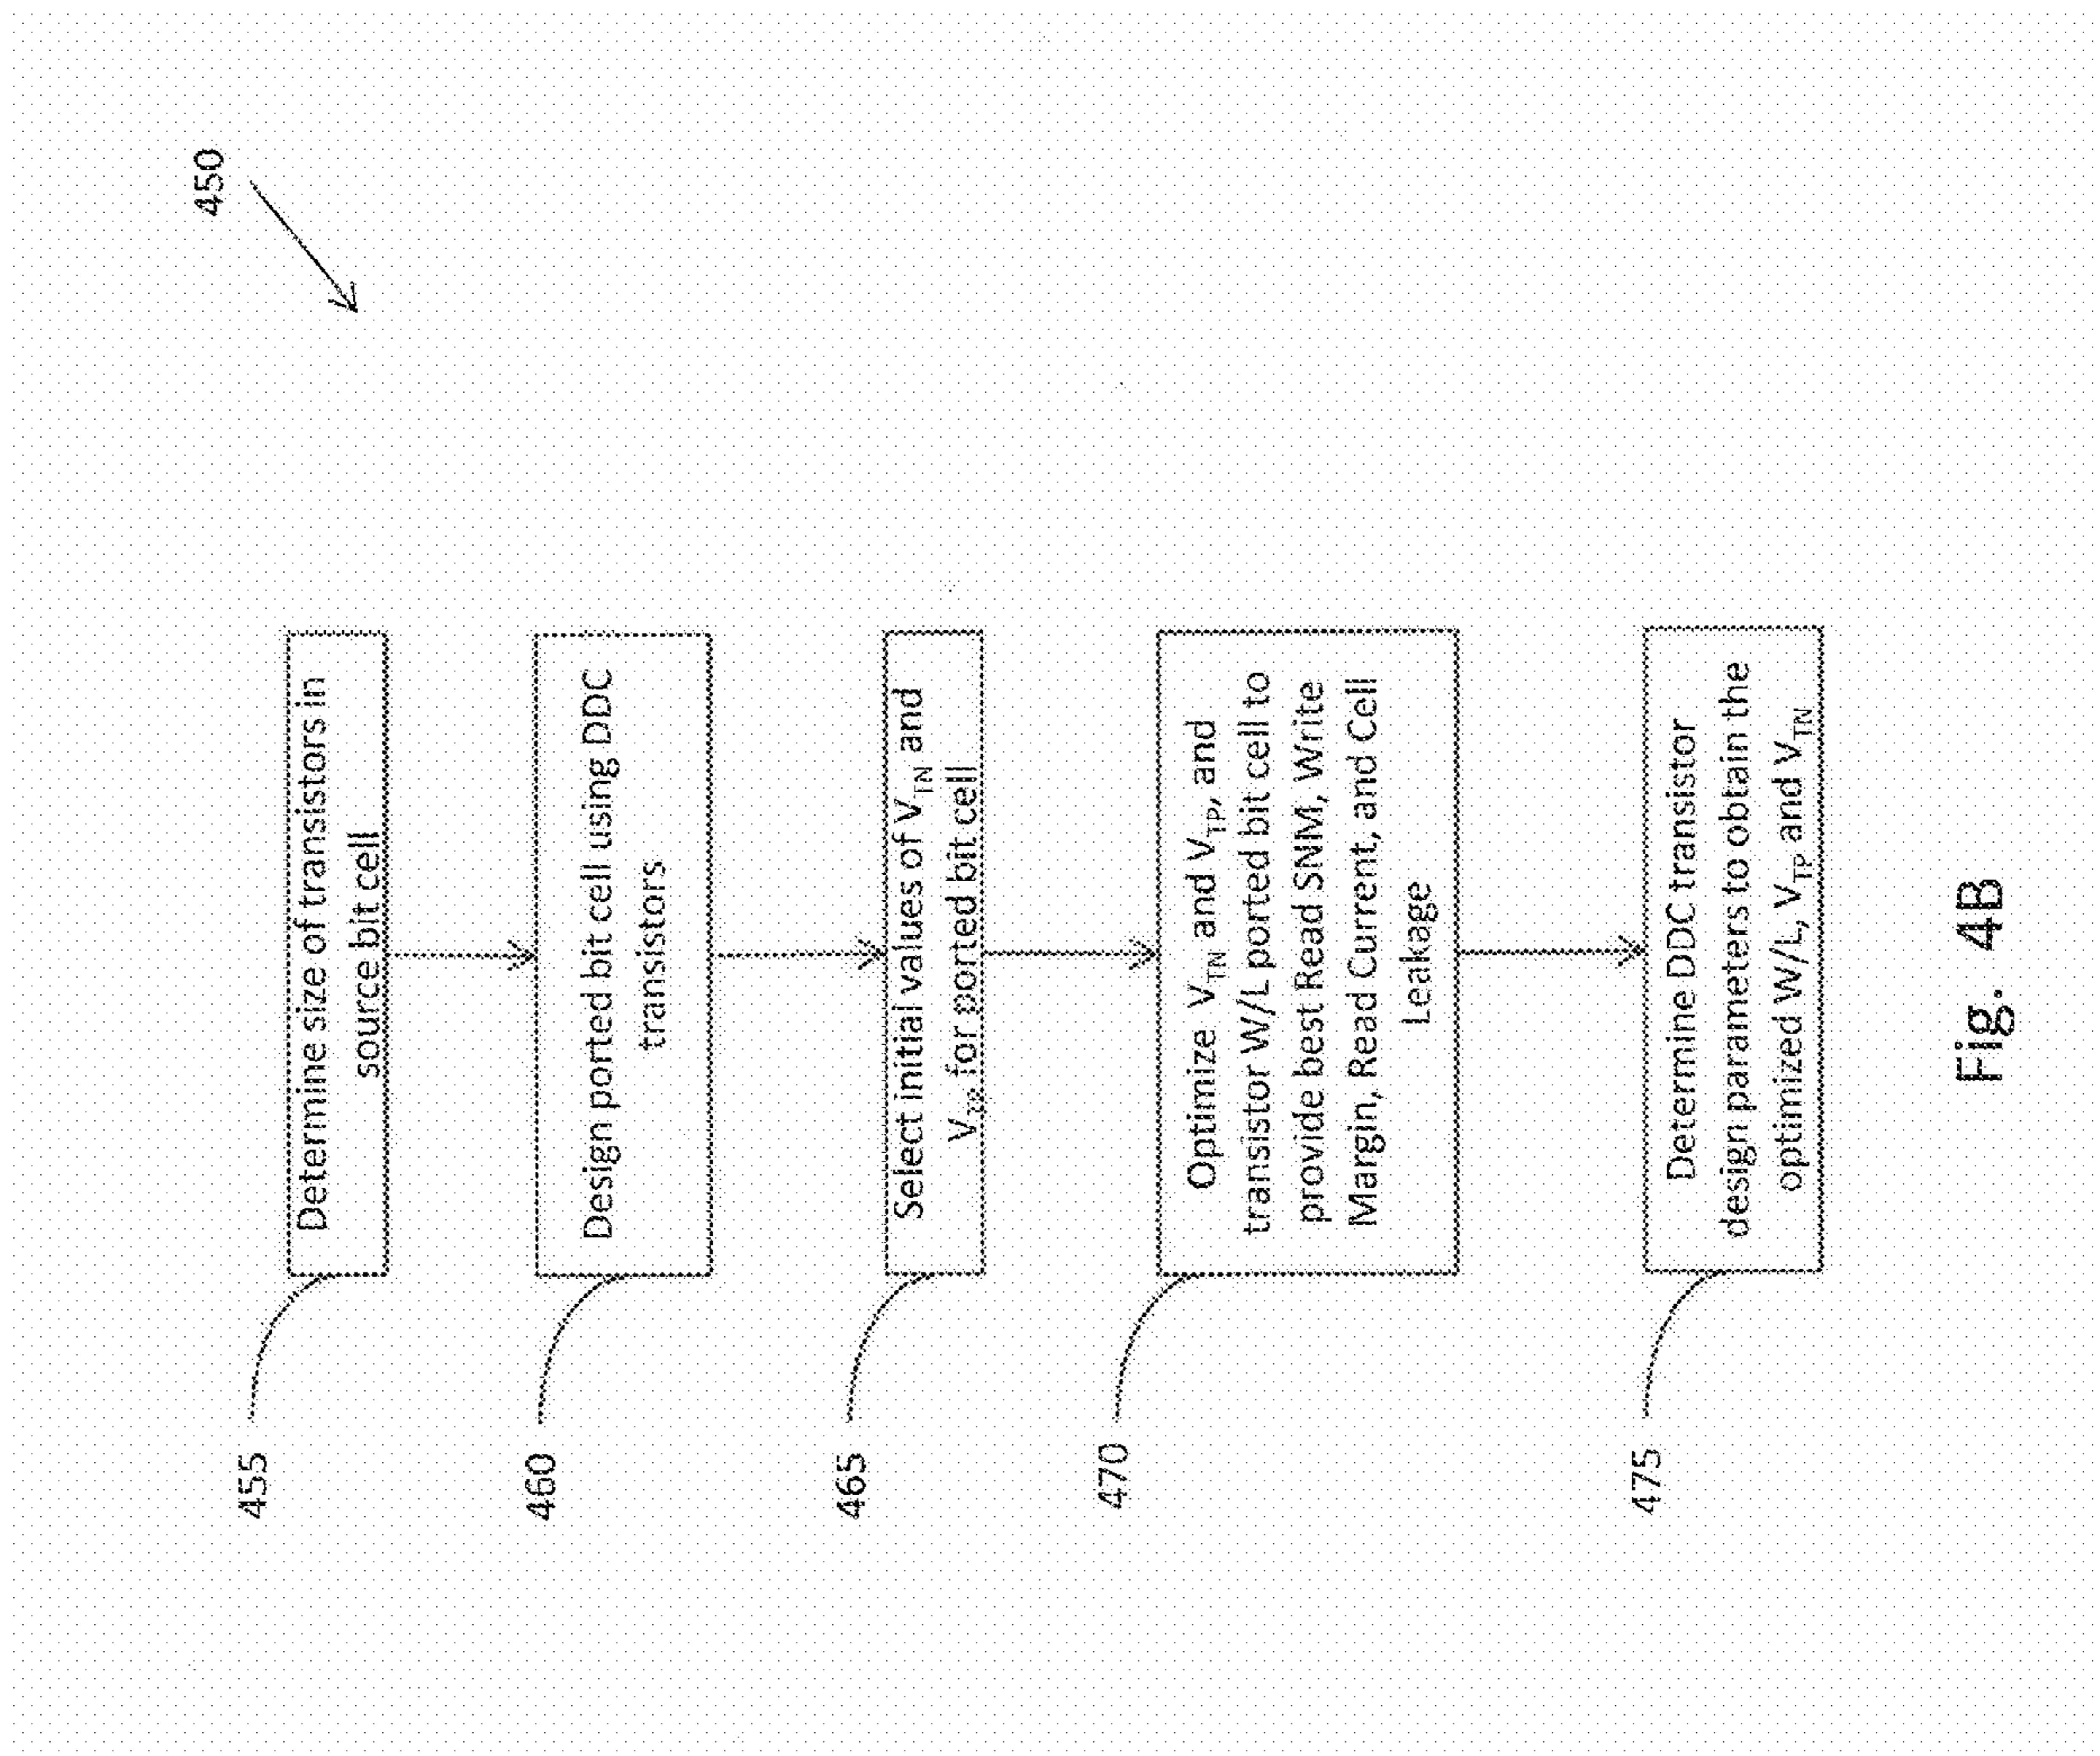 450
455
Determine size of transistors in
source bit cell
460
Design ported bit cell using DDC
transistors
465
Select initial values of V_TN and
V_TP for ported bit cell
470
Optimize V_TN and V_TP, and
transistor W/L ported bit cell to
provide best Read SNM, Write
Margin, Read Current, and Cell
Leakage
475
Determine DDC transistor
design parameters to obtain the
optimized W/L, V_TP and V_TN
Fig. 4B